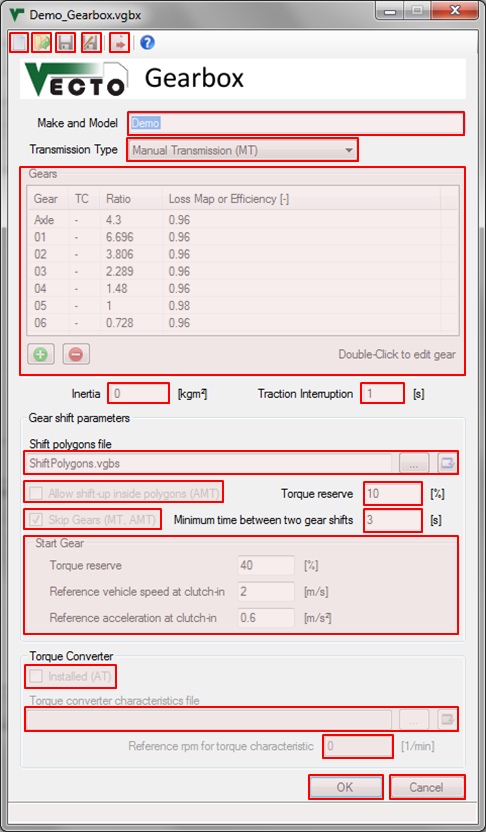 Demo_Gearbox.vgbx
VECTO Gearbox
Make and Model Demo
Transmission Type Manual Transmission (MT)
Gears
Gear TC Ratio Loss Map or Efficiency [-]
Axle - 4.3 0.96
01 - 6.696 0.96
02 - 3.806 0.96
03 - 2.289 0.96
04 - 1.48 0.96
05 - 1 0.98
06 - 0.728 0.96
Double-Click to edit gear
Inertia 0 [kgm²] Traction Interruption 1 [s]
Gear shift parameters
Shift polygons file
ShiftPolygons.vgbs ...
Allow shift-up inside polygons (AMT) Torque reserve 10 [%]
Skip Gears (MT, AMT) Minimum time between two gear shifts 3 [s]
Start Gear
Torque reserve 40 [%]
Reference vehicle speed at clutch-in 2 [m/s]
Reference acceleration at clutch-in 0.6 [m/s²]
Torque Converter
Installed (AT)
Torque converter characteristics file
...
Reference rpm for torque characteristic 0 [1/min]
OK Cancel